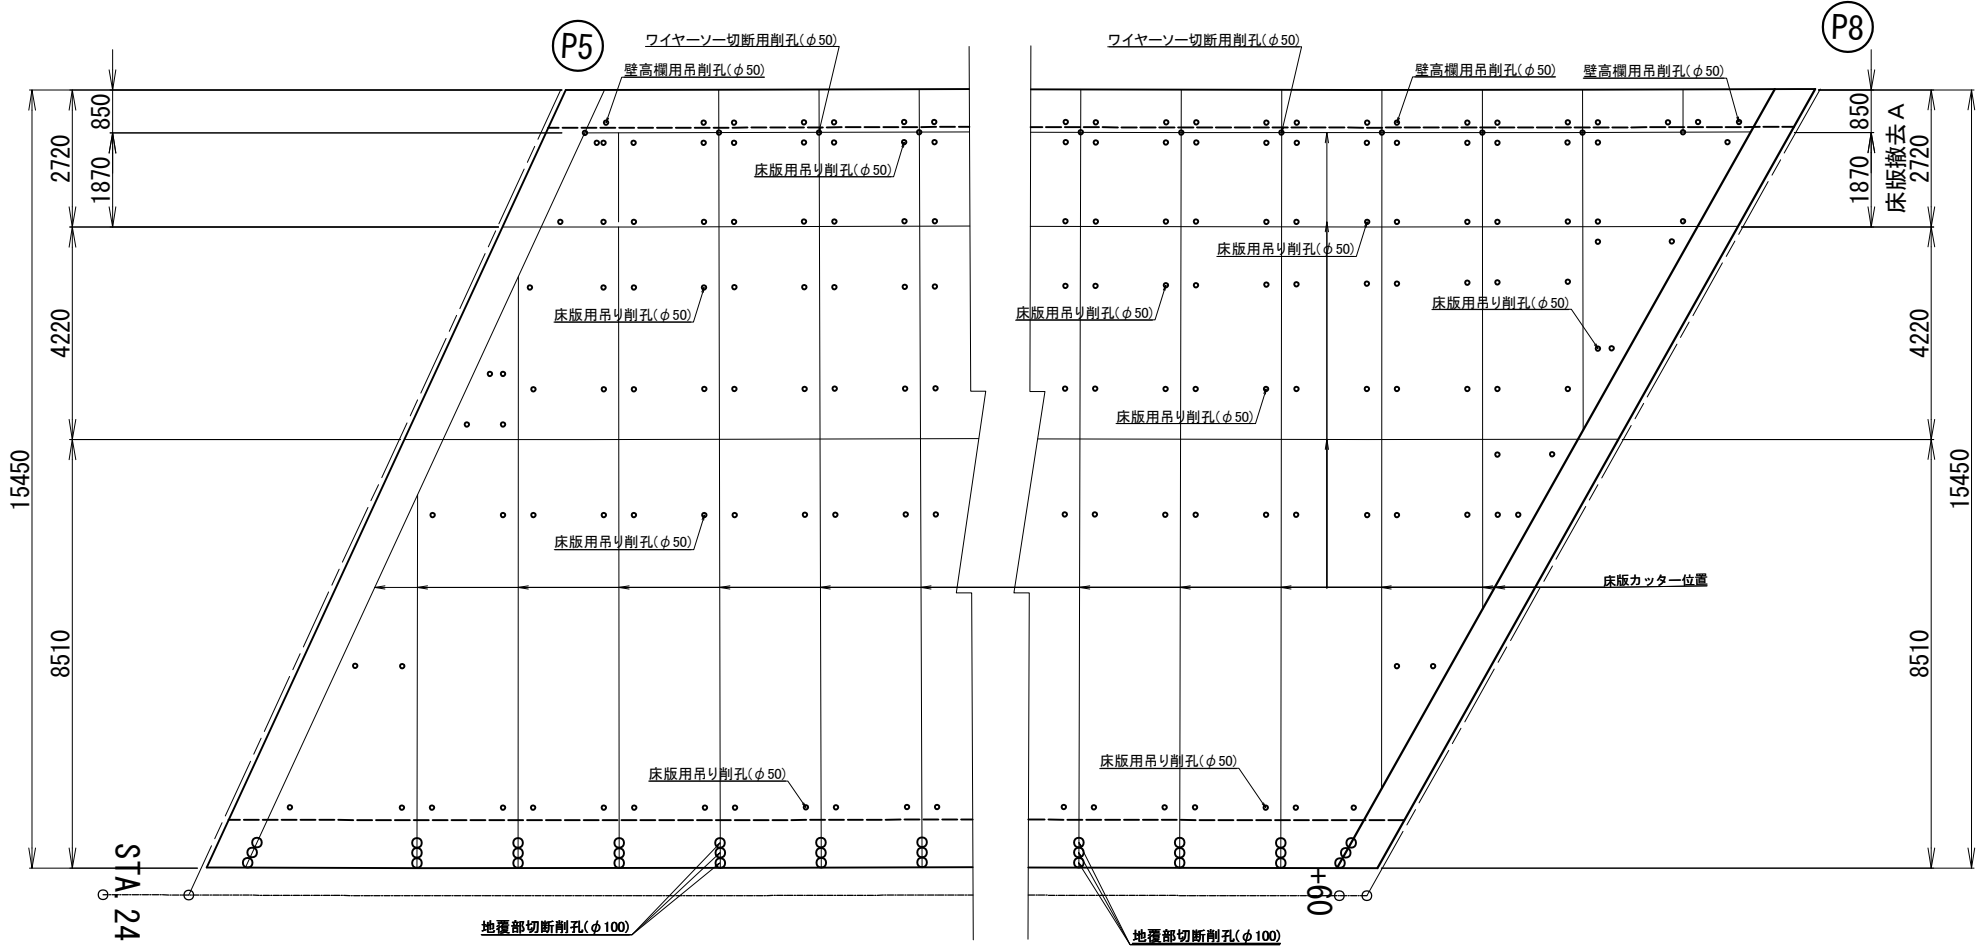 P5
P8
ワイヤーソー切断用削孔(φ50)
ワイヤーソー切断用削孔(φ50)
壁高欄用吊削孔(φ50)
壁高欄用吊削孔(φ50)
壁高欄用吊削孔(φ50)
850
2720
1870
850
2720
1870
床版撤去A
床版用吊り削孔(φ50)
床版用吊り削孔(φ50)
床版用吊り削孔(φ50)
床版用吊り削孔(φ50)
床版用吊り削孔(φ50)
4220
4220
床版用吊り削孔(φ50)
15450
15450
床版用吊り削孔(φ50)
床版カッター位置
8510
8510
床版用吊り削孔(φ50)
床版用吊り削孔(φ50)
STA. 24
+60
地覆部切断削孔(φ100)
地覆部切断削孔(φ100)